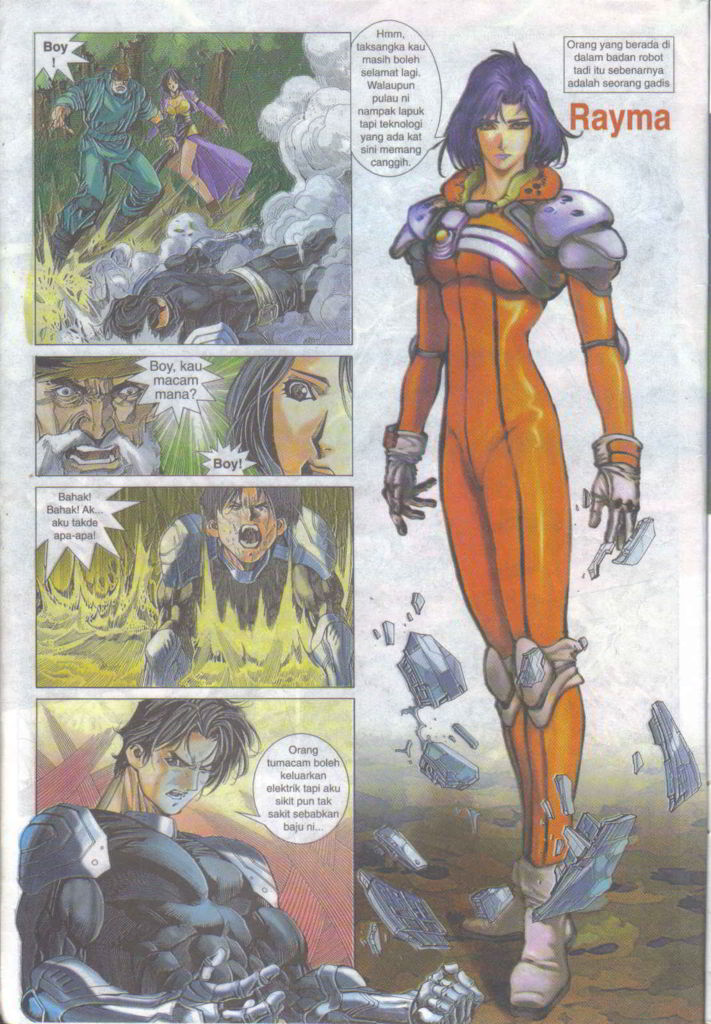 Boy
!
Hmm,
taksangka kau
masih boleh
selamat lagi.
Walaupun
pulau ni
nampak lapuk
tapi teknologi
yang ada kat
sini memang
canggih.
Orang yang berada di
dalam badan robot
tadi itu sebenarnya
adalah seorang gadis
Rayma
Boy, kau
macam
mana?
Boy!
Bahak!
Bahak! Ak...
aku takde
apa-apa!
Orang
tumacam boleh
keluarkan
elektrik tapi aku
sikit pun tak
sakit sebabkan
baju ni...